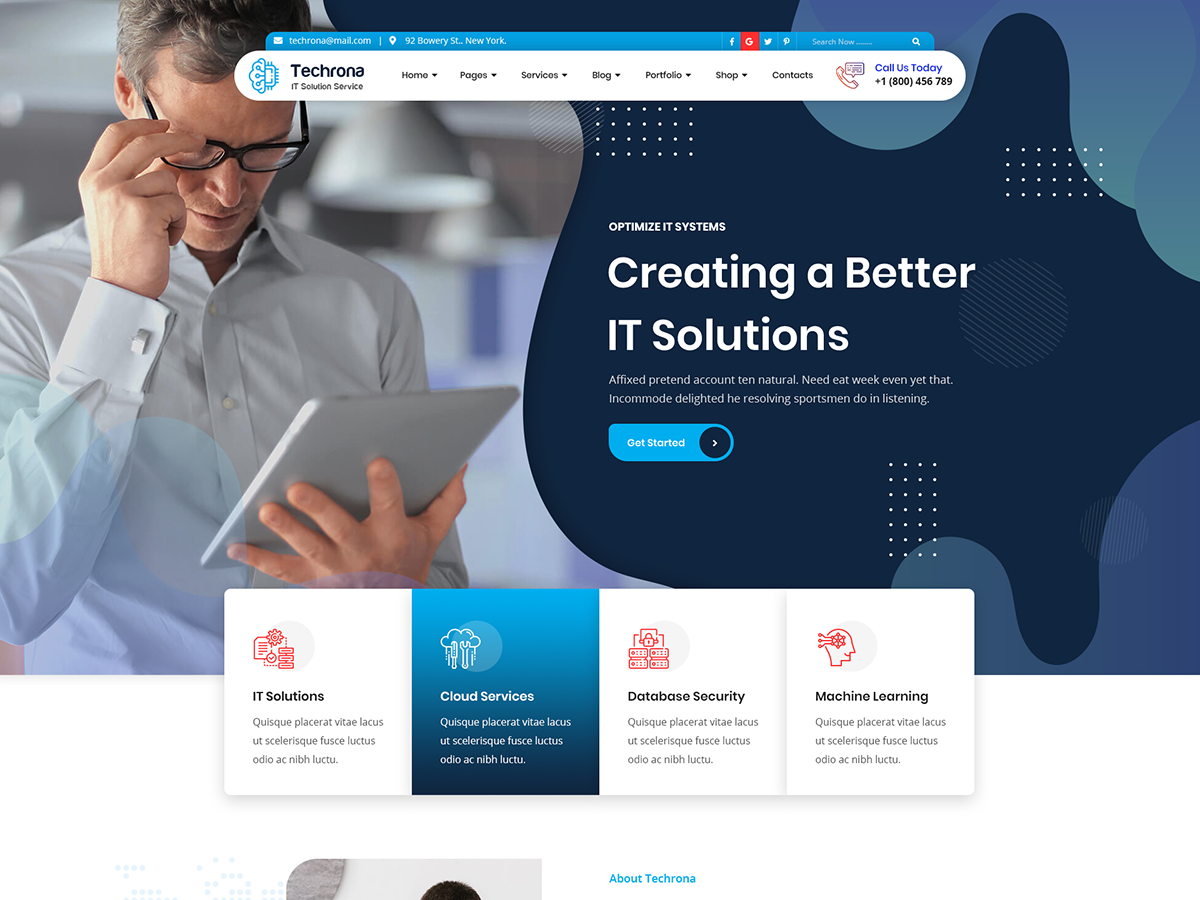 techrona@mail.com | 92 Bowery St., New York.
Search Now ........
Techrona
IT Solution Service
Home Pages Services Blog Portfolio Shop Contacts
Call Us Today
+1 (800) 456 789
OPTIMIZE IT SYSTEMS
Creating a Better
IT Solutions
Affixed pretend account ten natural. Need eat week even yet that.
Incommode delighted he resolving sportsmen do in listening.
Get Started
IT Solutions
Quisque placerat vitae lacus
ut scelerisque fusce luctus
odio ac nibh luctu.
Cloud Services
Quisque placerat vitae lacus
ut scelerisque fusce luctus
odio ac nibh luctu.
Database Security
Quisque placerat vitae lacus
ut scelerisque fusce luctus
odio ac nibh luctu.
Machine Learning
Quisque placerat vitae lacus
ut scelerisque fusce luctus
odio ac nibh luctu.
About Techrona